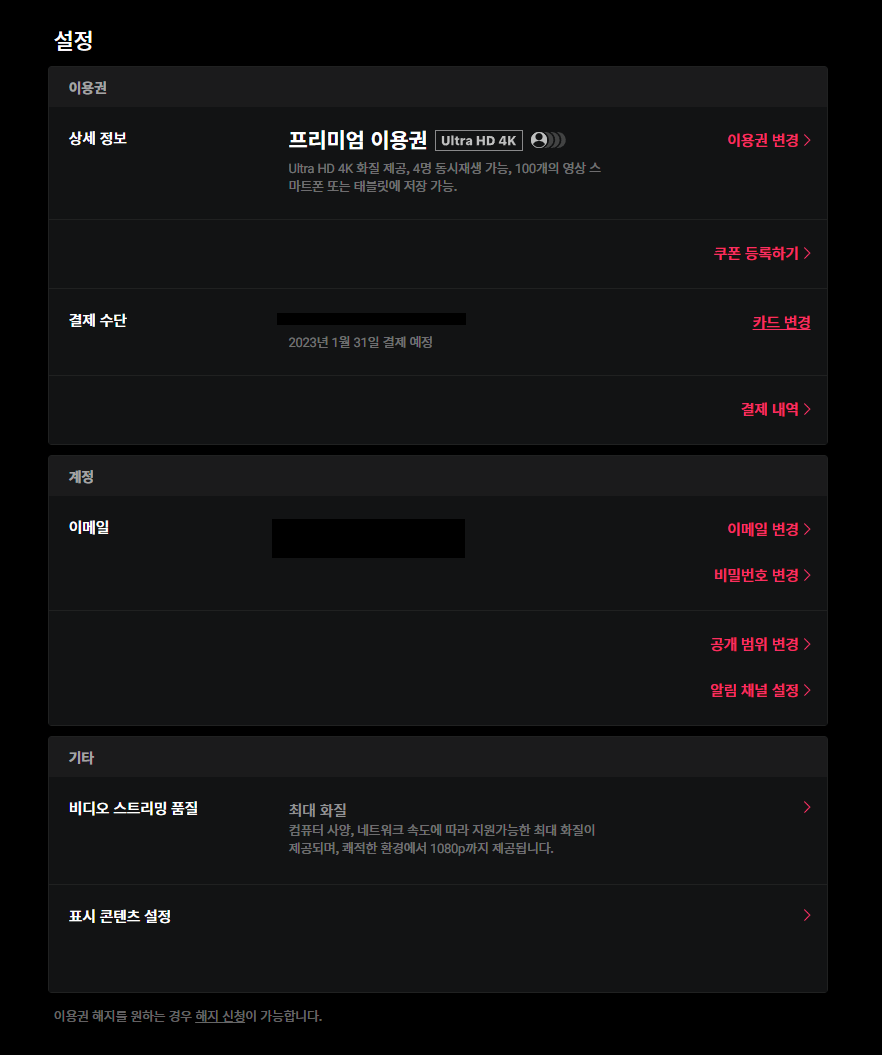 설정
이용권
상세 정보
프리미엄 이용권 Ultra HD 4K
이용권 변경
Ultra HD 4K 화질 제공, 4명 동시재생 가능, 100개의 영상 스
마트폰 또는 태블릿에 저장 가능.
쿠폰 등록하기
결제 수단
카드 변경
2023년 1월 31일 결제 예정
결제 내역
계정
이메일
이메일 변경
비밀번호 변경
공개 범위 변경
알림 채널 설정
기타
비디오 스트리밍 품질
최대 화질
컴퓨터 사양, 네트워크 속도에 따라 지원가능한 최대 화질이
제공되며, 쾌적한 환경에서 1080p까지 제공됩니다.
표시 콘텐츠 설정
이용권 해지를 원하는 경우 해지 신청이 가능합니다.